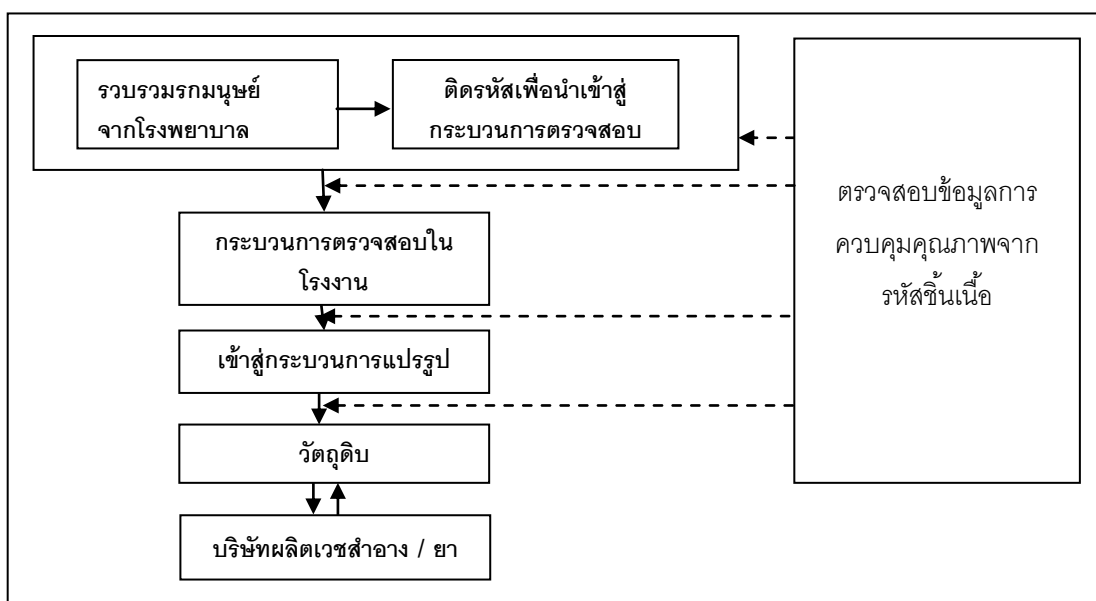 รวบรวมรกมนุษย์
จากโรงพยาบาล
ติดรหัสเพื่อนำเข้าสู่
กระบวนการตรวจสอบ
กระบวนการตรวจสอบใน
โรงงาน
เข้าสู่กระบวนการแปรรูป
วัตถุดิบ
บริษัทผลิตเวชสำอาง / ยา
ตรวจสอบข้อมูลการ
ควบคุมคุณภาพจาก
รหัสชิ้นเนื้อ